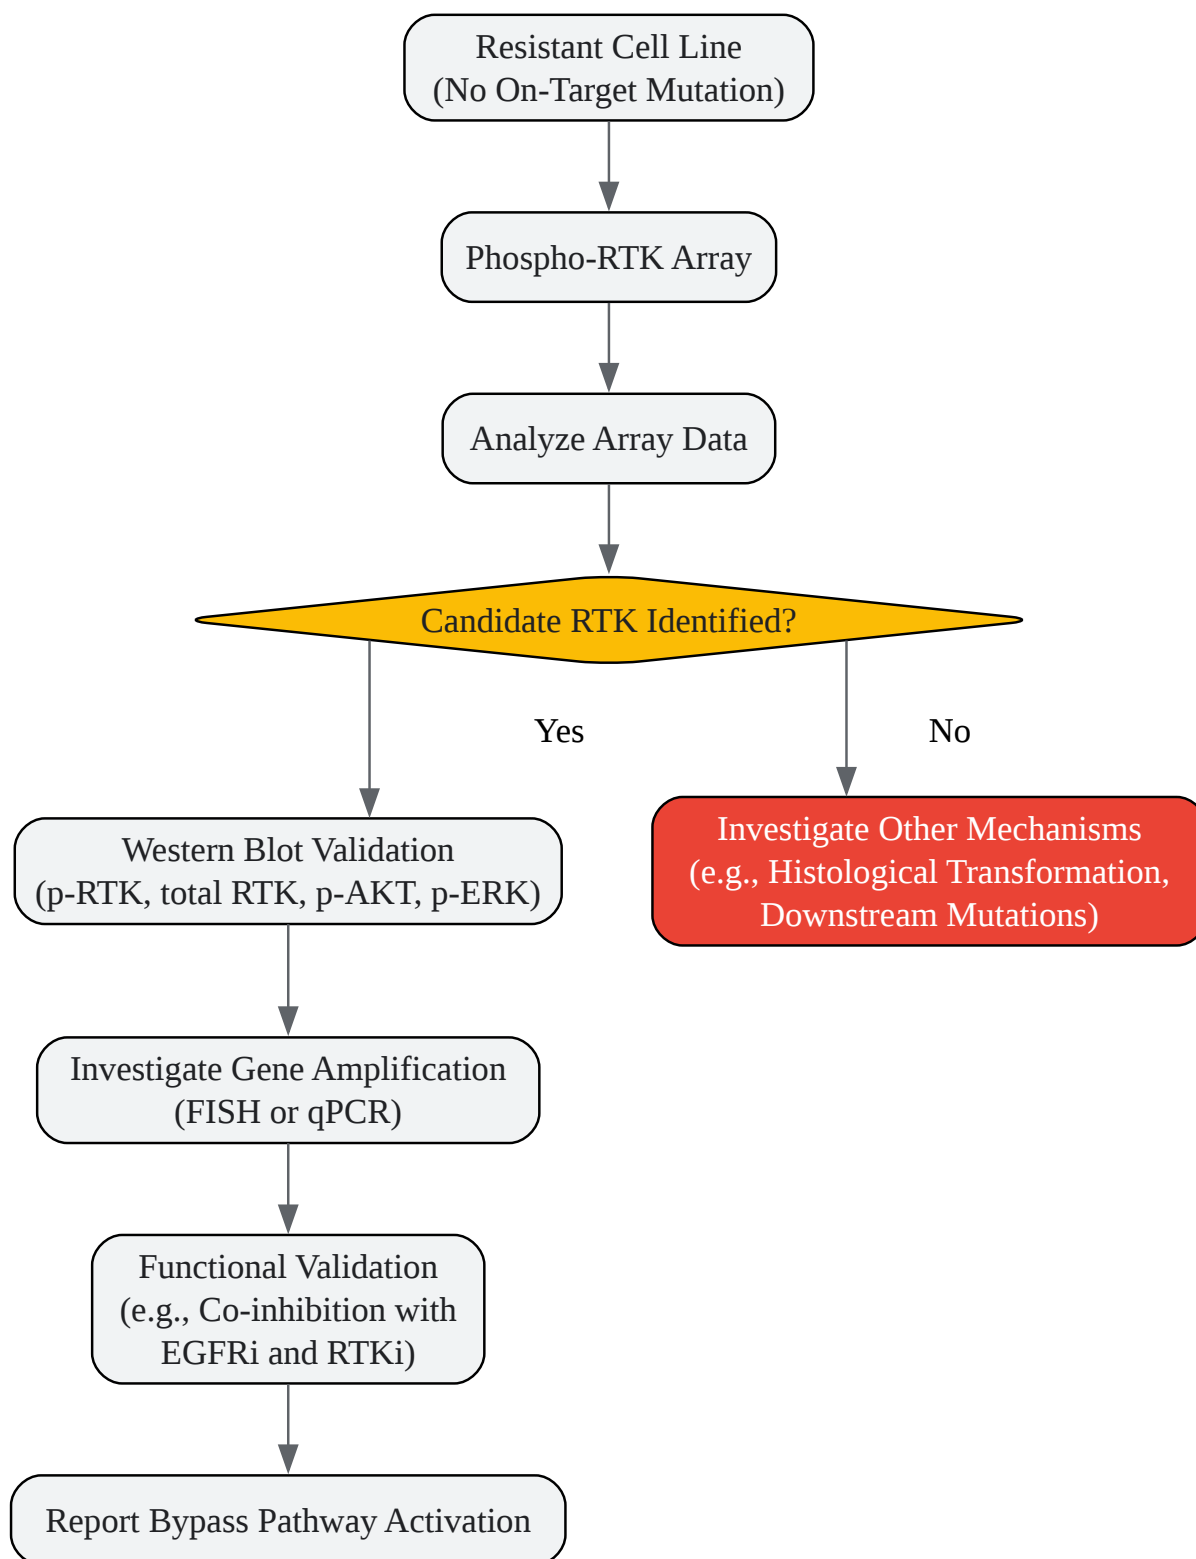 Resistant Cell Line
(No On-Target Mutation)
Phospho-RTK Array
Analyze Array Data
Candidate RTK Identified?
Yes
No
Western Blot Validation
(p-RTK, total RTK, p-AKT, p-ERK)
Investigate Other Mechanisms
(e.g., Histological Transformation,
Downstream Mutations)
Investigate Gene Amplification
(FISH or qPCR)
Functional Validation
(e.g., Co-inhibition with
EGFRi and RTKi)
Report Bypass Pathway Activation